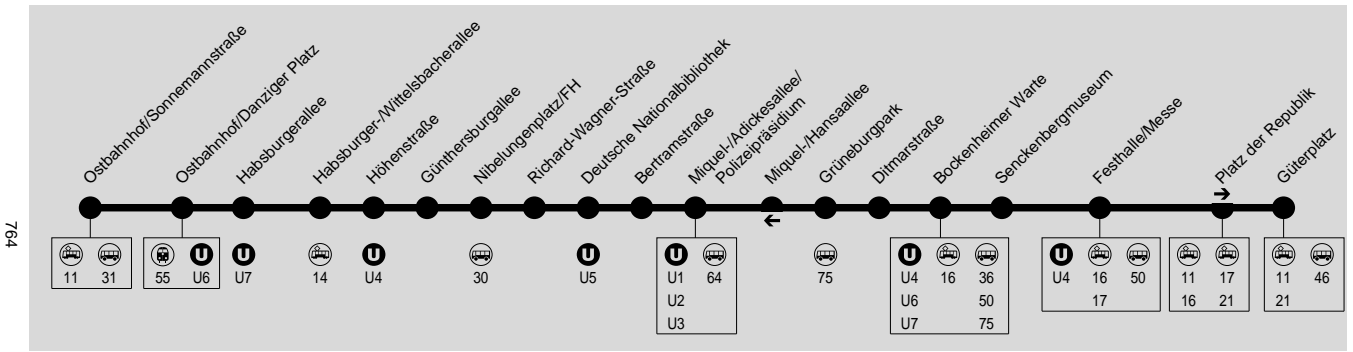 764
Ostbahnhof/Sonnemannstraße
Ostbahnhof/Danziger Platz
Habsburgerallee
Habsburger-/Wittelsbacherallee
Höhenstraße
Günthersburgallee
Nibelungenplatz/FH
Richard-Wagner-Straße
Deutsche Nationalbibliothek
Bertramstraße
Miquel-/Adickesallee/
Polizeipräsidium
Miquel-/Hansaallee
Grüneburgpark
Ditmarstraße
Bockenheimer Warte
Senckenbergmuseum
Festhalle/Messe
Platz der Republik
Güterplatz
U U U U U U U
11 31 55 U6 U7 14 U4 30 U5 U1 64 75 U4 16 36 U4 16 50 11 17 11 46
U2 U6 50 17 16 21 21
U3 U7 75